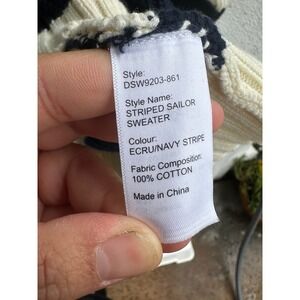 Style:
DSW9203-861
Style Name:
STRIPED SAILOR
SWEATER
Colour:
ECRU/NAVY STRIPE
Fabric Composition:
100% COTTON
Made in China